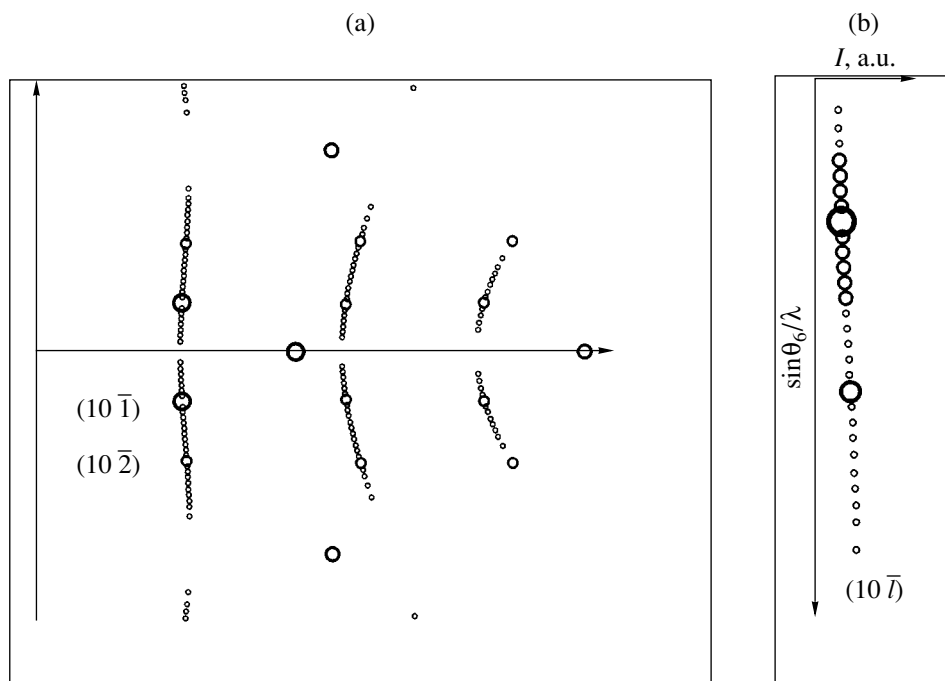 (a)
(b)
I, a.u.
sinθ₆/λ
(10 1̅)
(10 2̅)
(10 l̅)